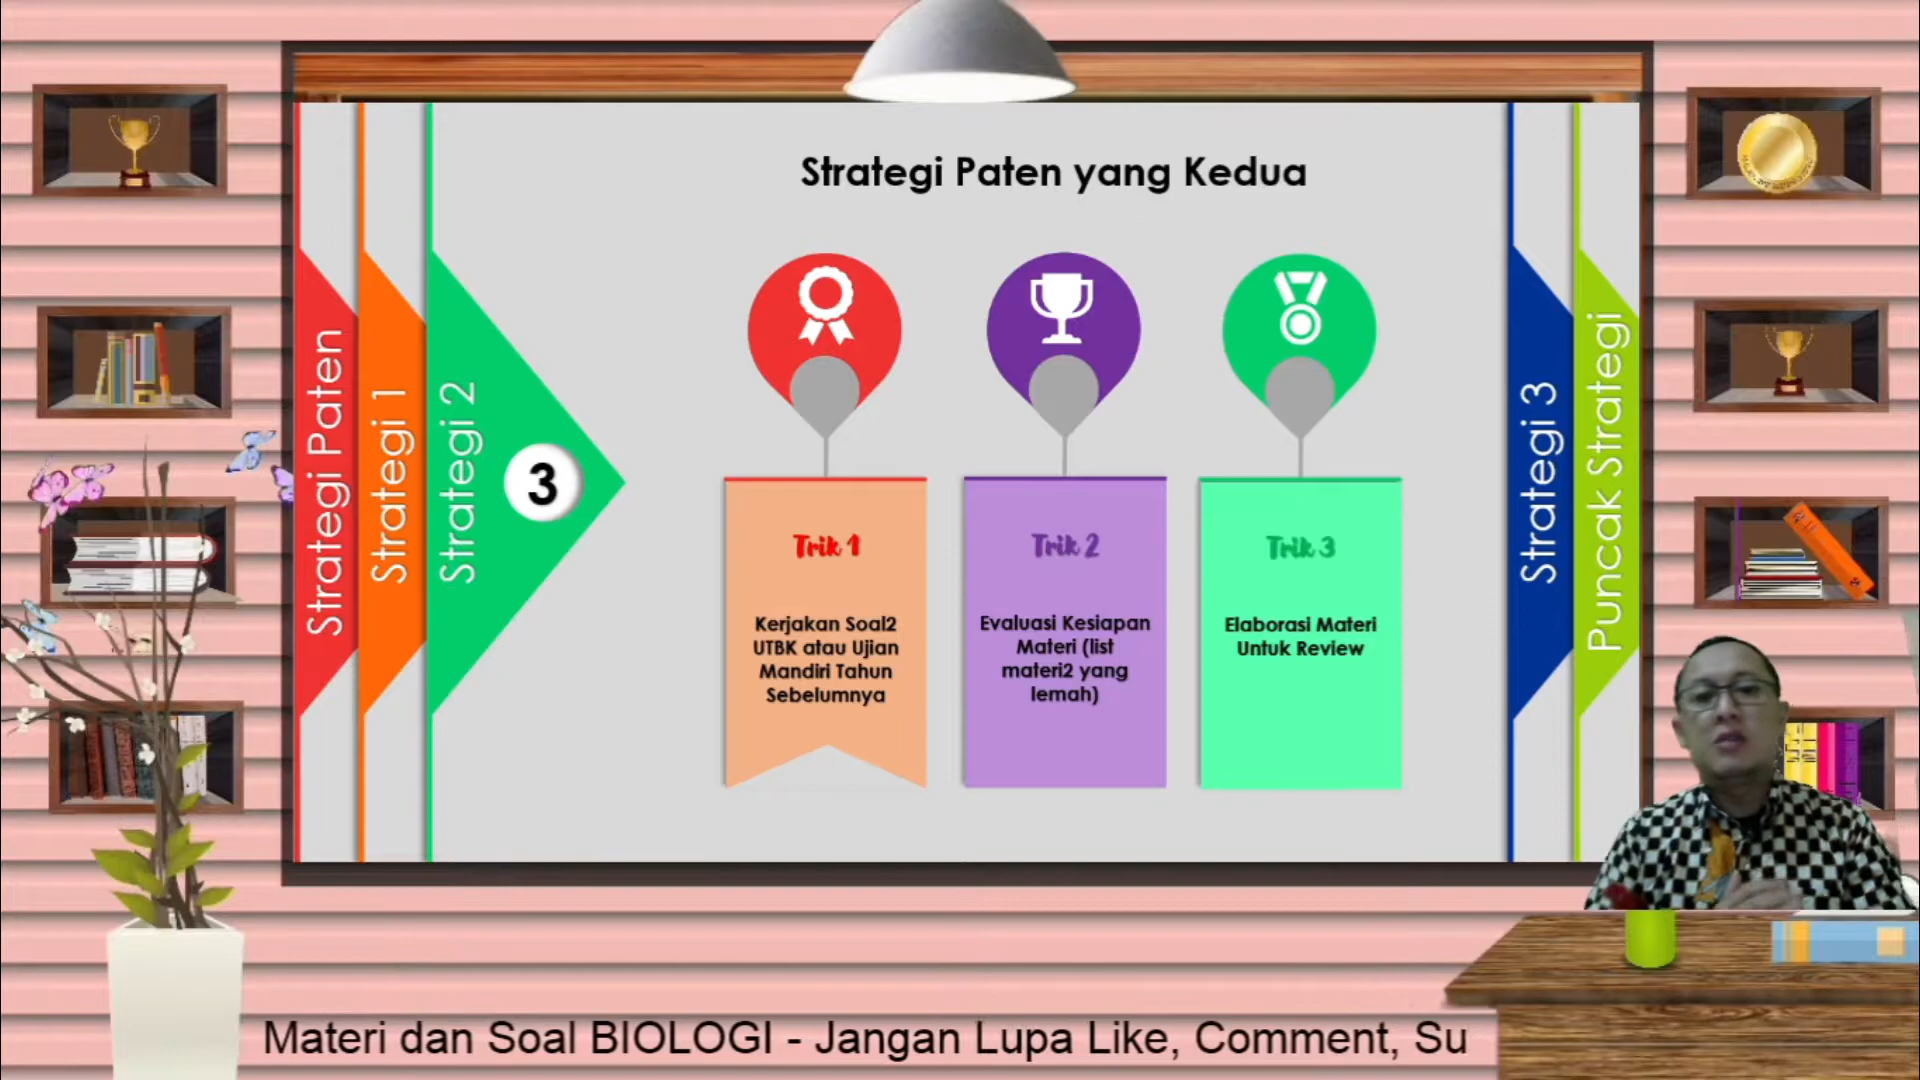 Strategi Paten yang Kedua
Strategi Paten
Strategi 1
Strategi 2
3
Trik 1
Kerjakan Soal2
UTBK atau Ujian
Mandiri Tahun
Sebelumnya
Trik 2
Evaluasi Kesiapan
Materi (list
materi2 yang
lemah)
Trik 3
Elaborasi Materi
Untuk Review
Strategi 3
Puncak Strategi
Materi dan Soal BIOLOGI - Jangan Lupa Like, Comment, Su